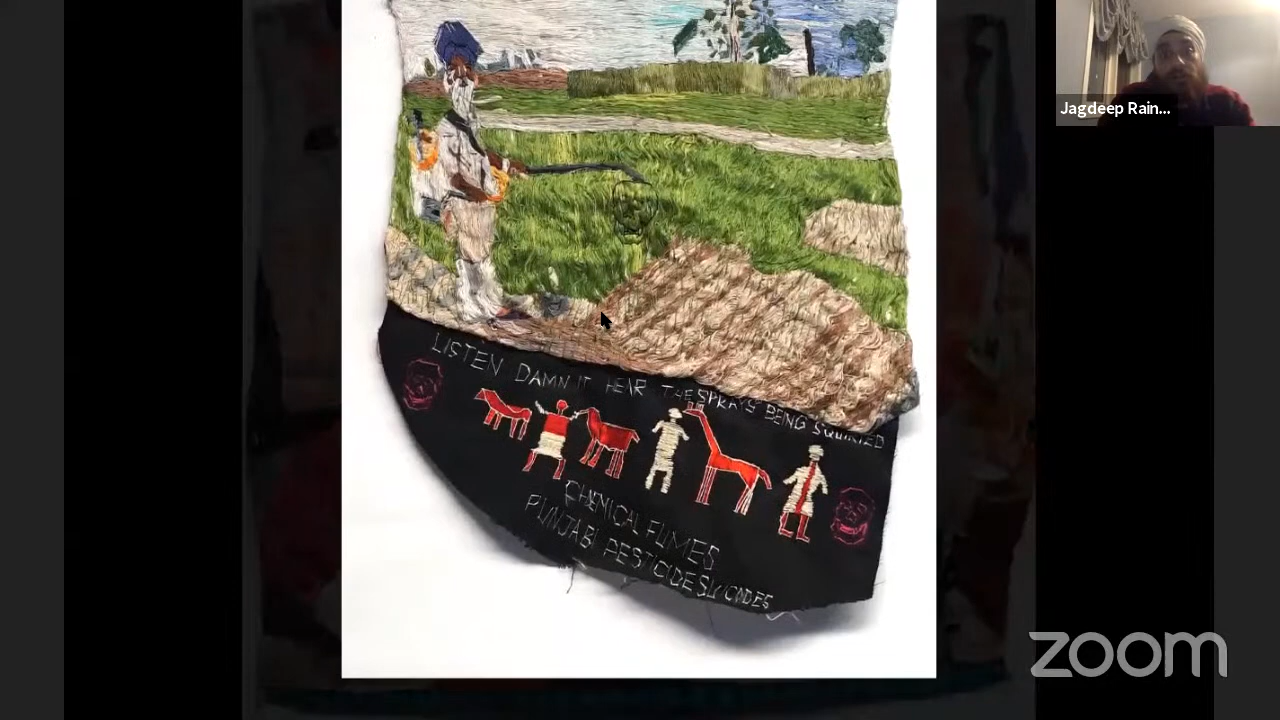 Jagdeep Rain...
LISTEN DAMN IT HEAR THE SPRAYS BEING SQUIRTED
CHEMICAL FUMES
PUNJABI PESTICIDE SUICIDES
zoom